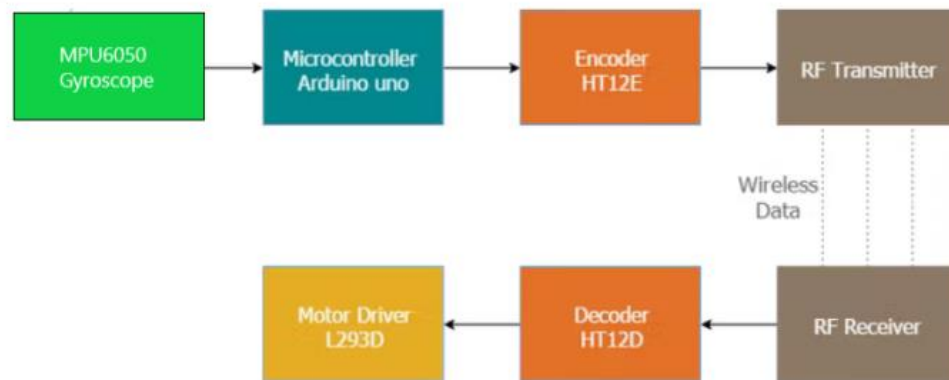 MPU6050
Gyroscope
Microcontroller
Arduino uno
Encoder
HT12E
RF Transmitter
Wireless
Data
Motor Driver
L293D
Decoder
HT12D
RF Receiver